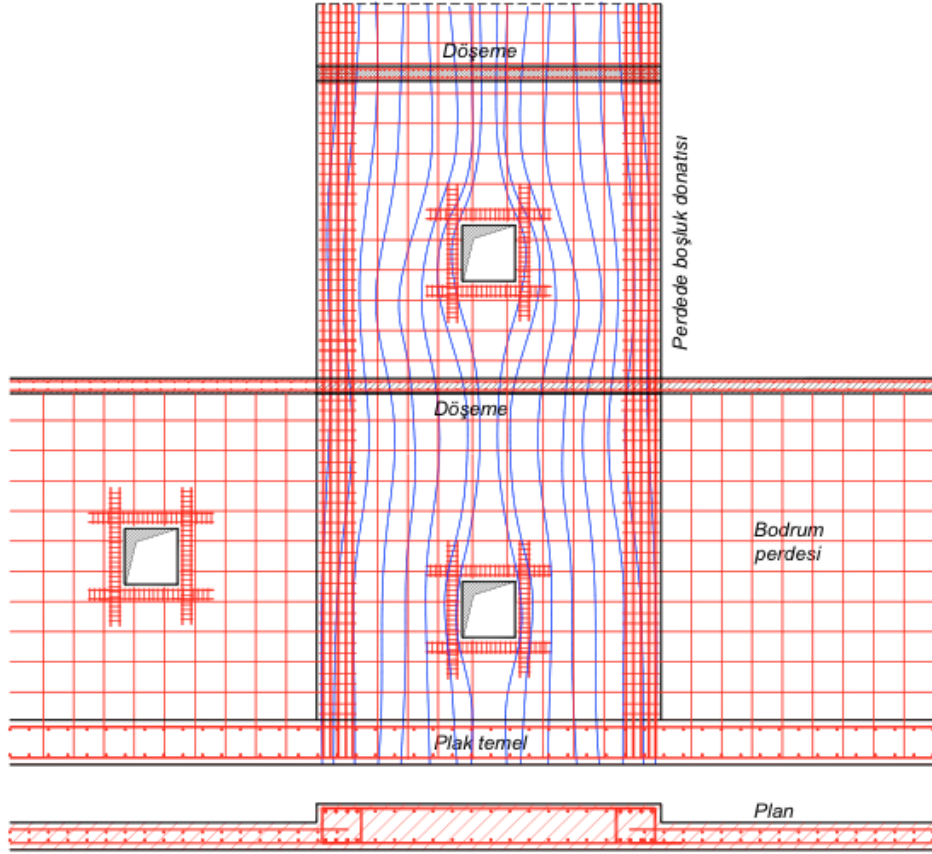 Döşeme
Perdede boşluk donatısı
Döşeme
Bodrum
perdesi
Plak temel
Plan